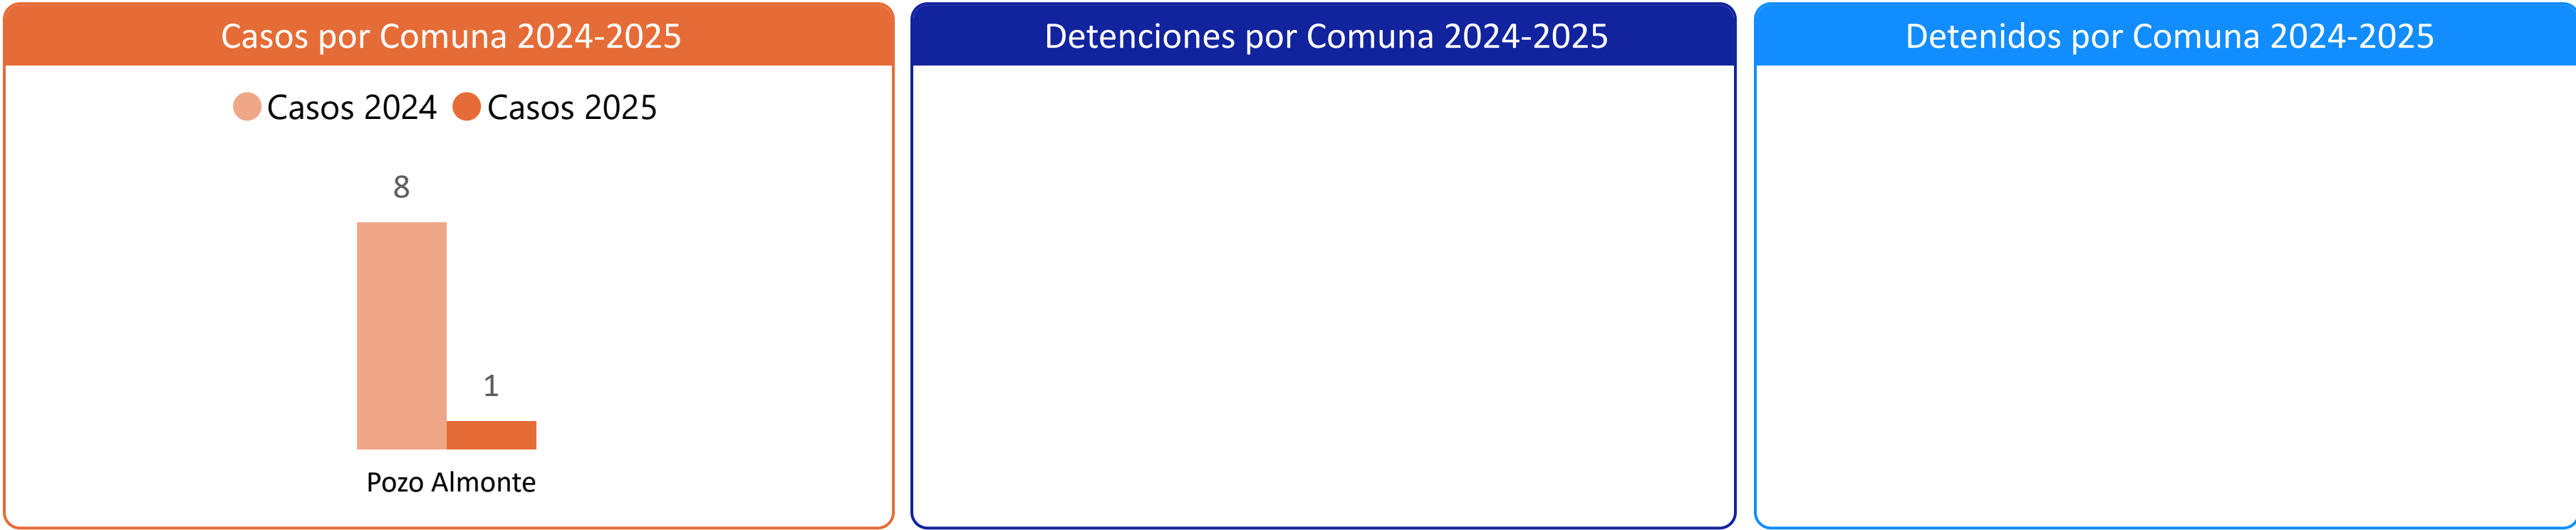 Casos por Comuna 2024-2025
Casos 2024 Casos 2025
8
1
Pozo Almonte
Detenciones por Comuna 2024-2025
Detenidos por Comuna 2024-2025